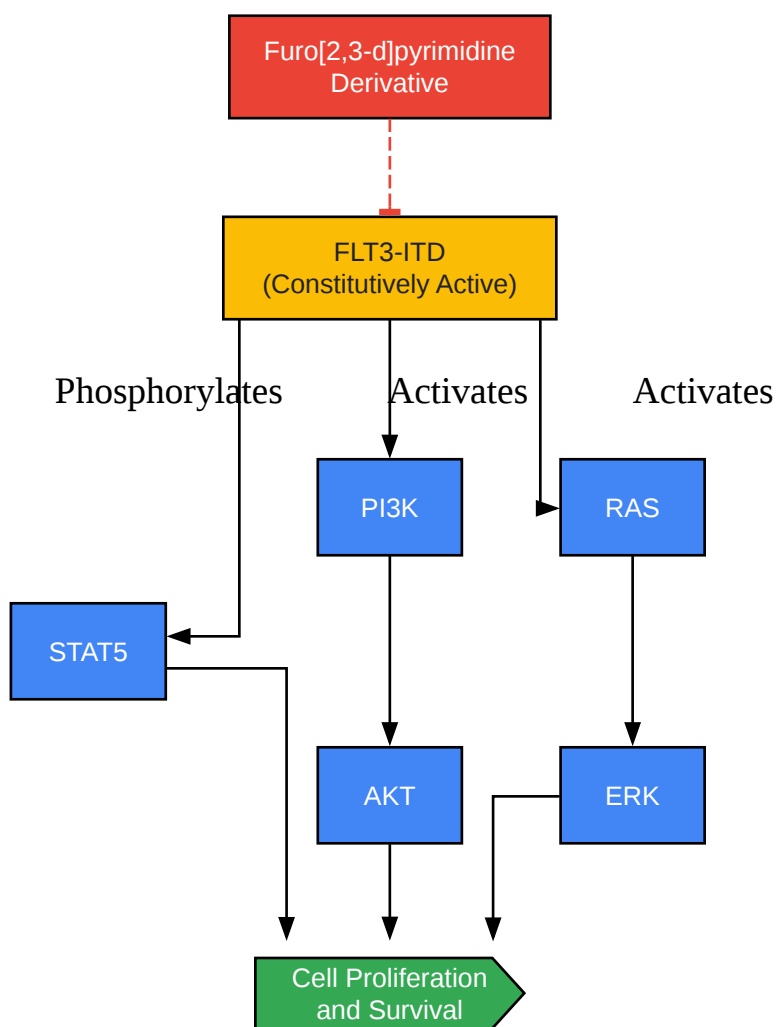 Furo[2,3-d]pyrimidine
Derivative
FLT3-ITD
(Constitutively Active)
Phosphorylates
Activates
Activates
PI3K
RAS
STAT5
AKT
ERK
Cell Proliferation
and Survival